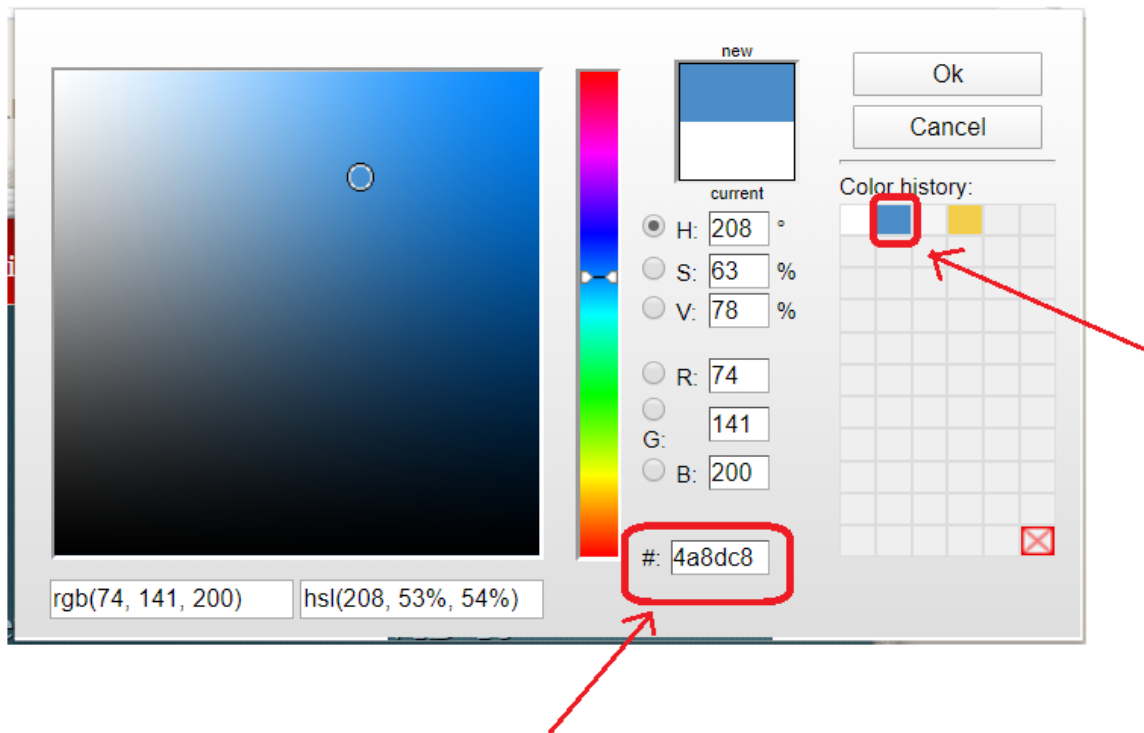 new
current
Ok
Cancel
Color history:
H: 208 °
S: 63 %
V: 78 %
R: 74
G: 141
B: 200
#: 4a8dc8
rgb(74, 141, 200)
hsl(208, 53%, 54%)